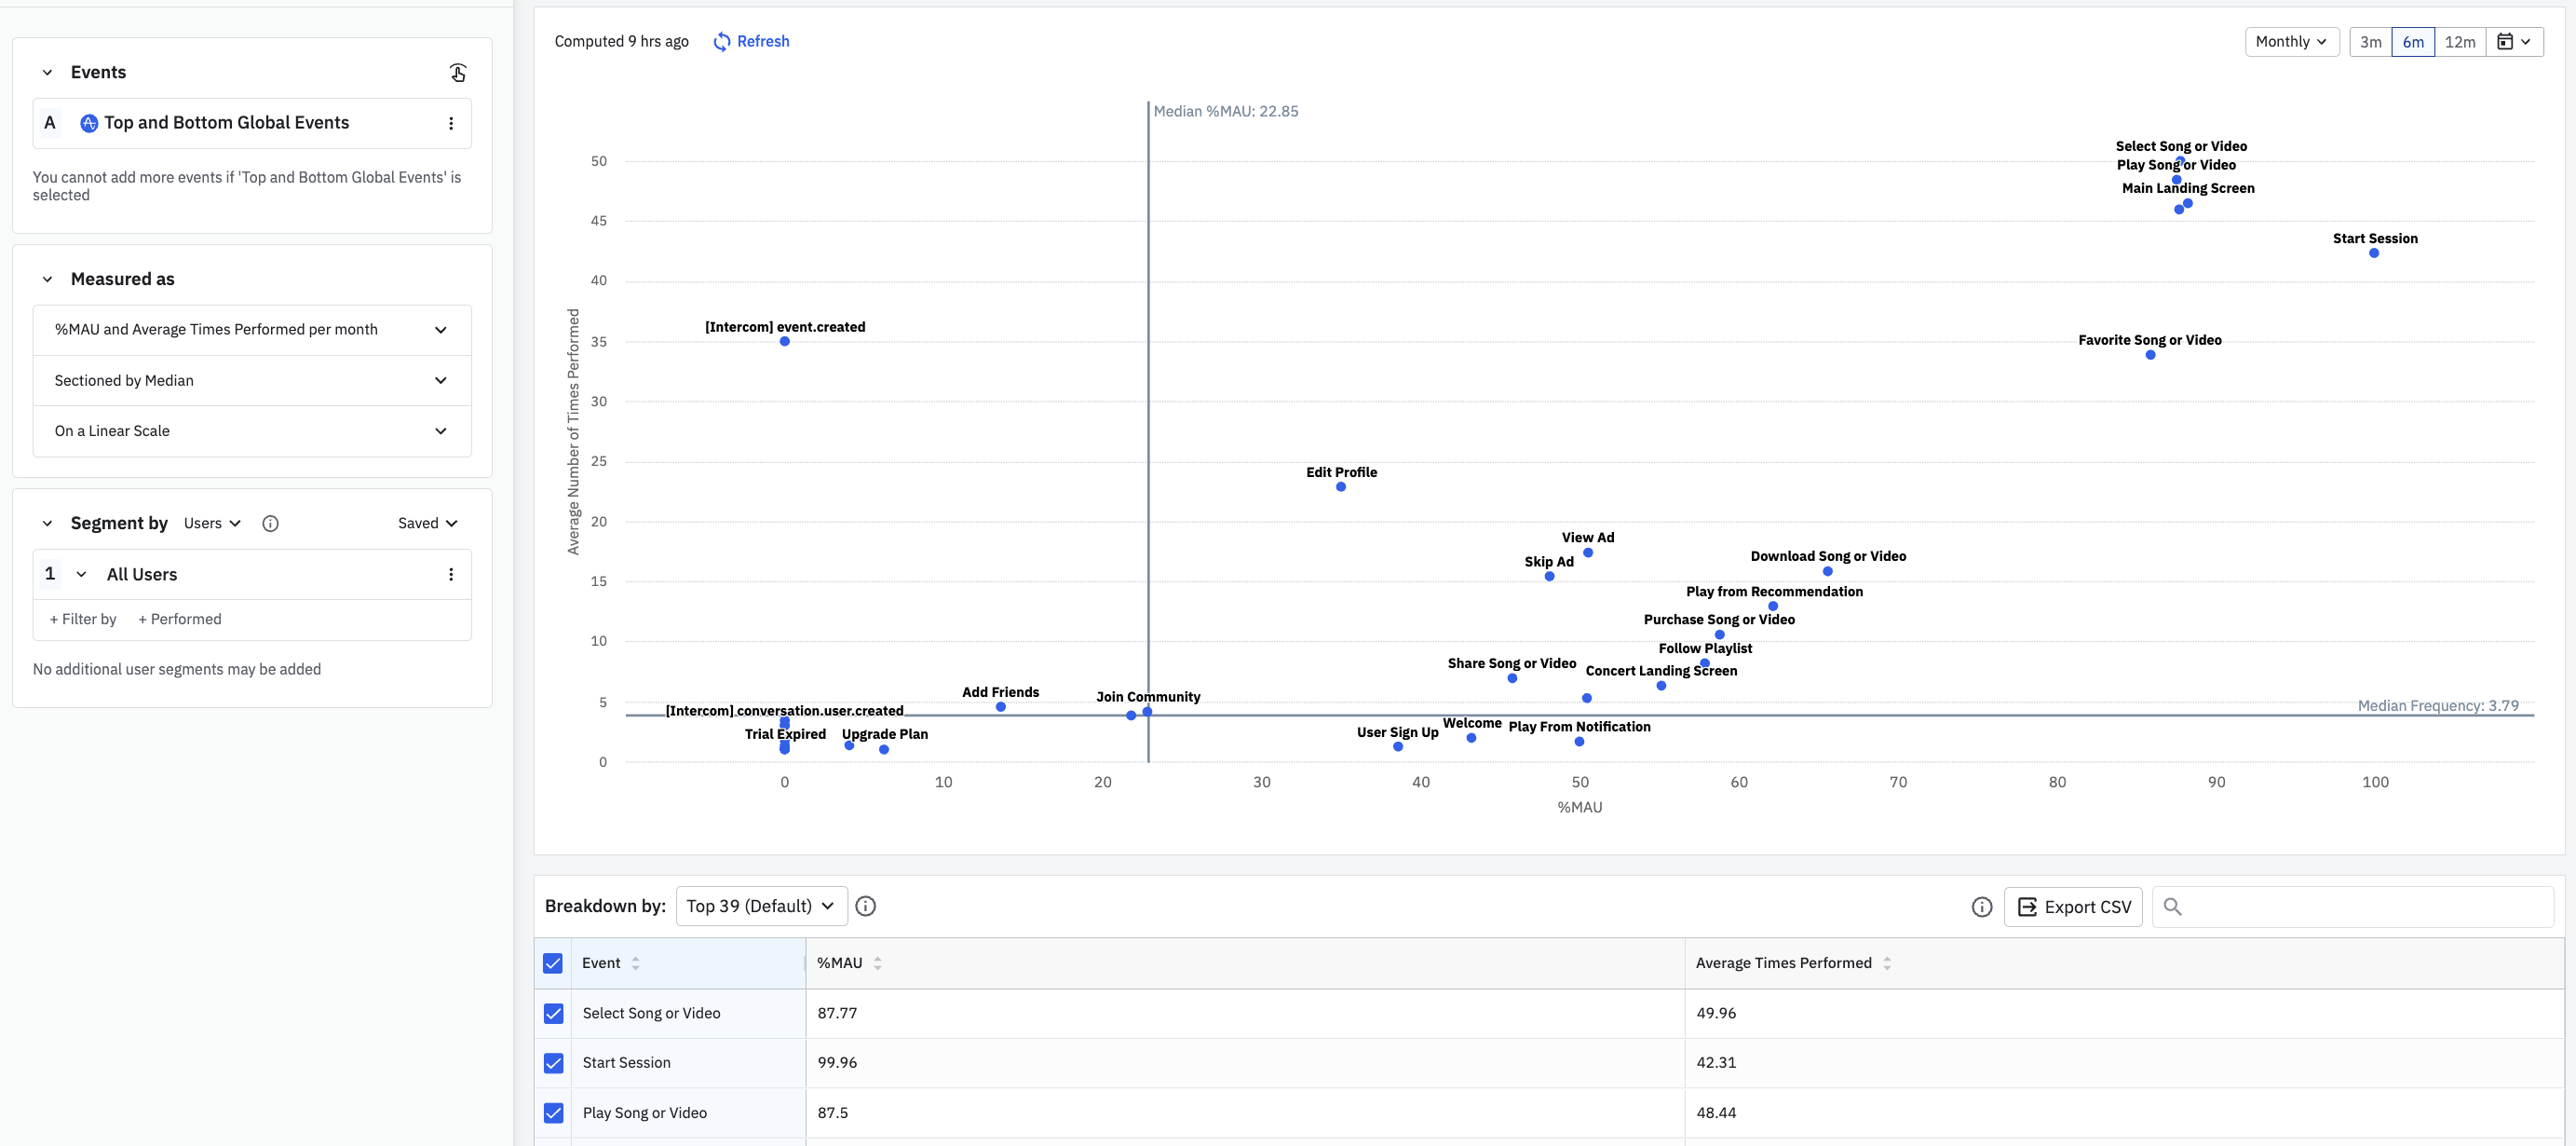 Events
A Top and Bottom Global Events
You cannot add more events if 'Top and Bottom Global Events' is
selected
Measured as
%MAU and Average Times Performed per month
Sectioned by Median
On a Linear Scale
Segment by Users Saved
1 All Users
+ Filter by + Performed
No additional user segments may be added
Computed 9 hrs ago Refresh
Monthly 3m 6m 12m
Median %MAU: 22.85
Average Number of Times Performed
50
45
40
35
30
25
20
15
10
5
0
Select Song or Video
Play Song or Video
Main Landing Screen
Start Session
[Intercom] event.created
Favorite Song or Video
Edit Profile
View Ad
Skip Ad
Download Song or Video
Play from Recommendation
Purchase Song or Video
Follow Playlist
Share Song or Video
Concert Landing Screen
Add Friends
Join Community
Median Frequency: 3.79
[Intercom] conversation.user.created
Trial Expired
Upgrade Plan
User Sign Up
Welcome
Play From Notification
0 10 20 30 40 50 60 70 80 90 100
%MAU
Breakdown by: Top 39 (Default)
Export CSV
Event %MAU Average Times Performed
Select Song or Video 87.77 49.96
Start Session 99.96 42.31
Play Song or Video 87.5 48.44